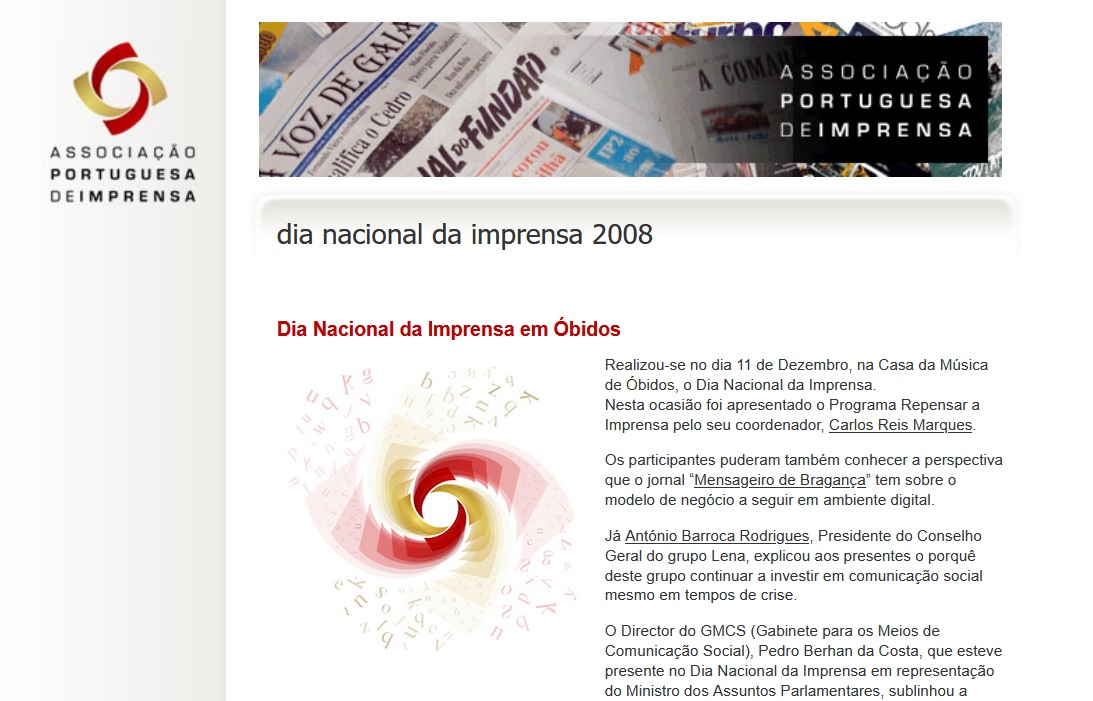 ASSOCIAÇÃO
PORTUGUESA
DEIMPRENSA
A VOZ DE GAIA
alifica o Cedro
AL DO FUNDÃO
A COMAR
TP2
ASSOCIAÇÃO
PORTUGUESA
DEIMPRENSA
dia nacional da imprensa 2008
Dia Nacional da Imprensa em Óbidos
Realizou-se no dia 11 de Dezembro, na Casa da Música
de Óbidos, o Dia Nacional da Imprensa.
Nesta ocasião foi apresentado o Programa Repensar a
Imprensa pelo seu coordenador, Carlos Reis Marques.
Os participantes puderam também conhecer a perspectiva
que o jornal “Mensageiro de Bragança” tem sobre o
modelo de negócio a seguir em ambiente digital.
Já António Barroca Rodrigues, Presidente do Conselho
Geral do grupo Lena, explicou aos presentes o porquê
deste grupo continuar a investir em comunicação social
mesmo em tempos de crise.
O Director do GMCS (Gabinete para os Meios de
Comunicação Social), Pedro Berhan da Costa, que esteve
presente no Dia Nacional da Imprensa em representação
do Ministro dos Assuntos Parlamentares, sublinhou a